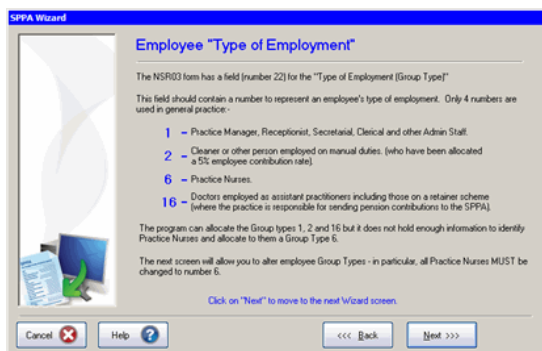 SPPA Wizard
Employee "Type of Employment"
The NSR03 form has a field (number 22) for the "Type of Employment (Group Type)"
This field should contain a number to represent an employee's type of employment. Only 4 numbers are
used in general practice:-
1 - Practice Manager, Receptionist, Secretarial, Clerical and other Admin Staff.
2 - Cleaner or other person employed on manual duties. (who have been allocated
a 5% employee contribution rate).
6 - Practice Nurses.
16 - Doctors employed as assistant practitioners including those on a retainer scheme
(where the practice is responsible for sending pension contributions to the SPPA).
The program can allocate the Group types 1, 2 and 16 but it does not hold enough information to identify
Practice Nurses and allocate to them a Group Type 6.
The next screen will allow you to alter employee Group Types - in particular, all Practice Nurses MUST be
changed to number 6.
Click on "Next" to move to the next Wizard screen.
Cancel Help ? <<< Back Next >>>